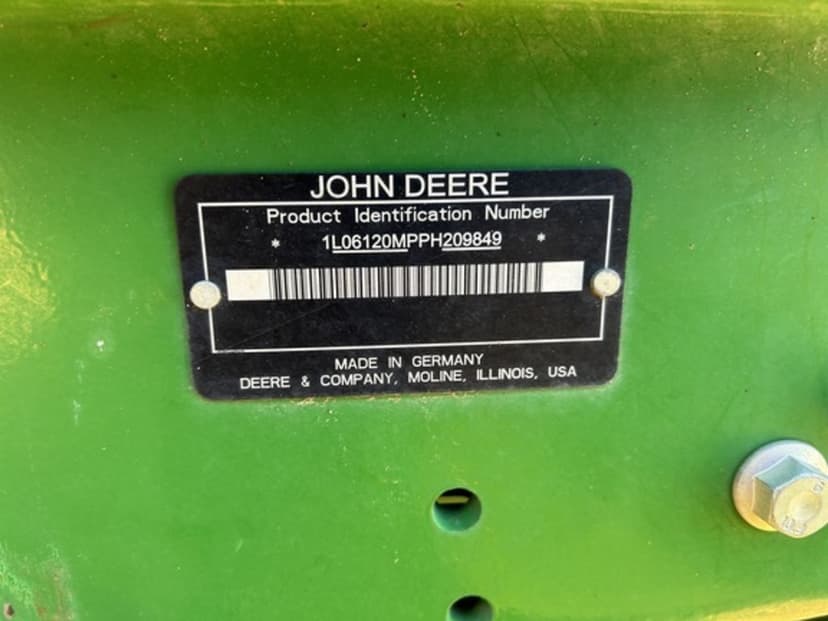 JOHN DEERE
Product Identification Number
* 1L06120MPPH209849 *
MADE IN GERMANY
DEERE & COMPANY, MOLINE, ILLINOIS, USA